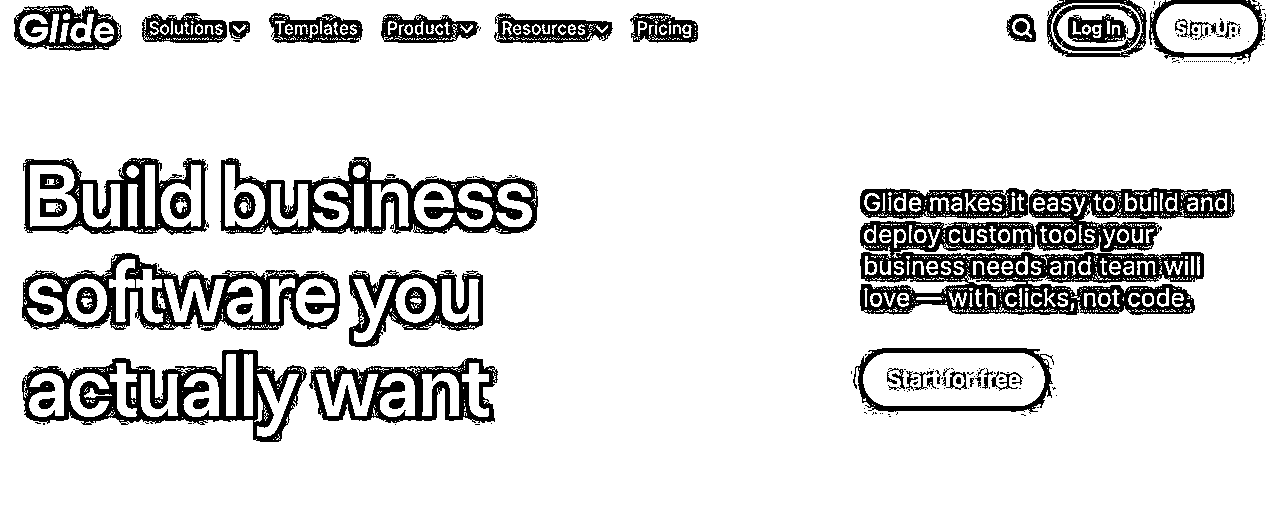 Glide
Solutions
Templates
Product
Resources
Pricing
Log In
Sign Up
Build business
software you
actually want
Glide makes it easy to build and
deploy custom tools your
business needs and team will
love — with clicks, not code.
Start for free